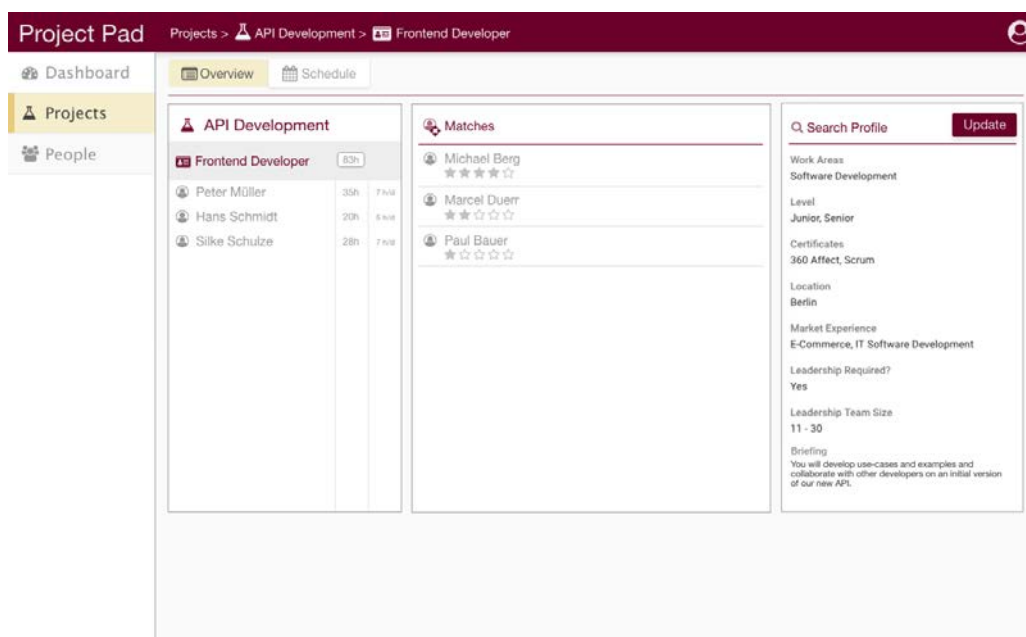 Project Pad
Projects > API Development > Frontend Developer
Dashboard
Projects
People
Overview
Schedule
API Development
Frontend Developer 83h
Peter Müller 35h 7 h/d
Hans Schmidt 20h
Silke Schulze 28h 7 h/d
Matches
Michael Berg
Marcel Duerr
Paul Bauer
Search Profile
Update
Work Areas
Software Development
Level
Junior, Senior
Certificates
360 Affect, Scrum
Location
Berlin
Market Experience
E-Commerce, IT Software Development
Leadership Required?
Yes
Leadership Team Size
11 - 30
Briefing
You will develop use-cases and examples and
collaborate with other developers on an initial version
of our new API.